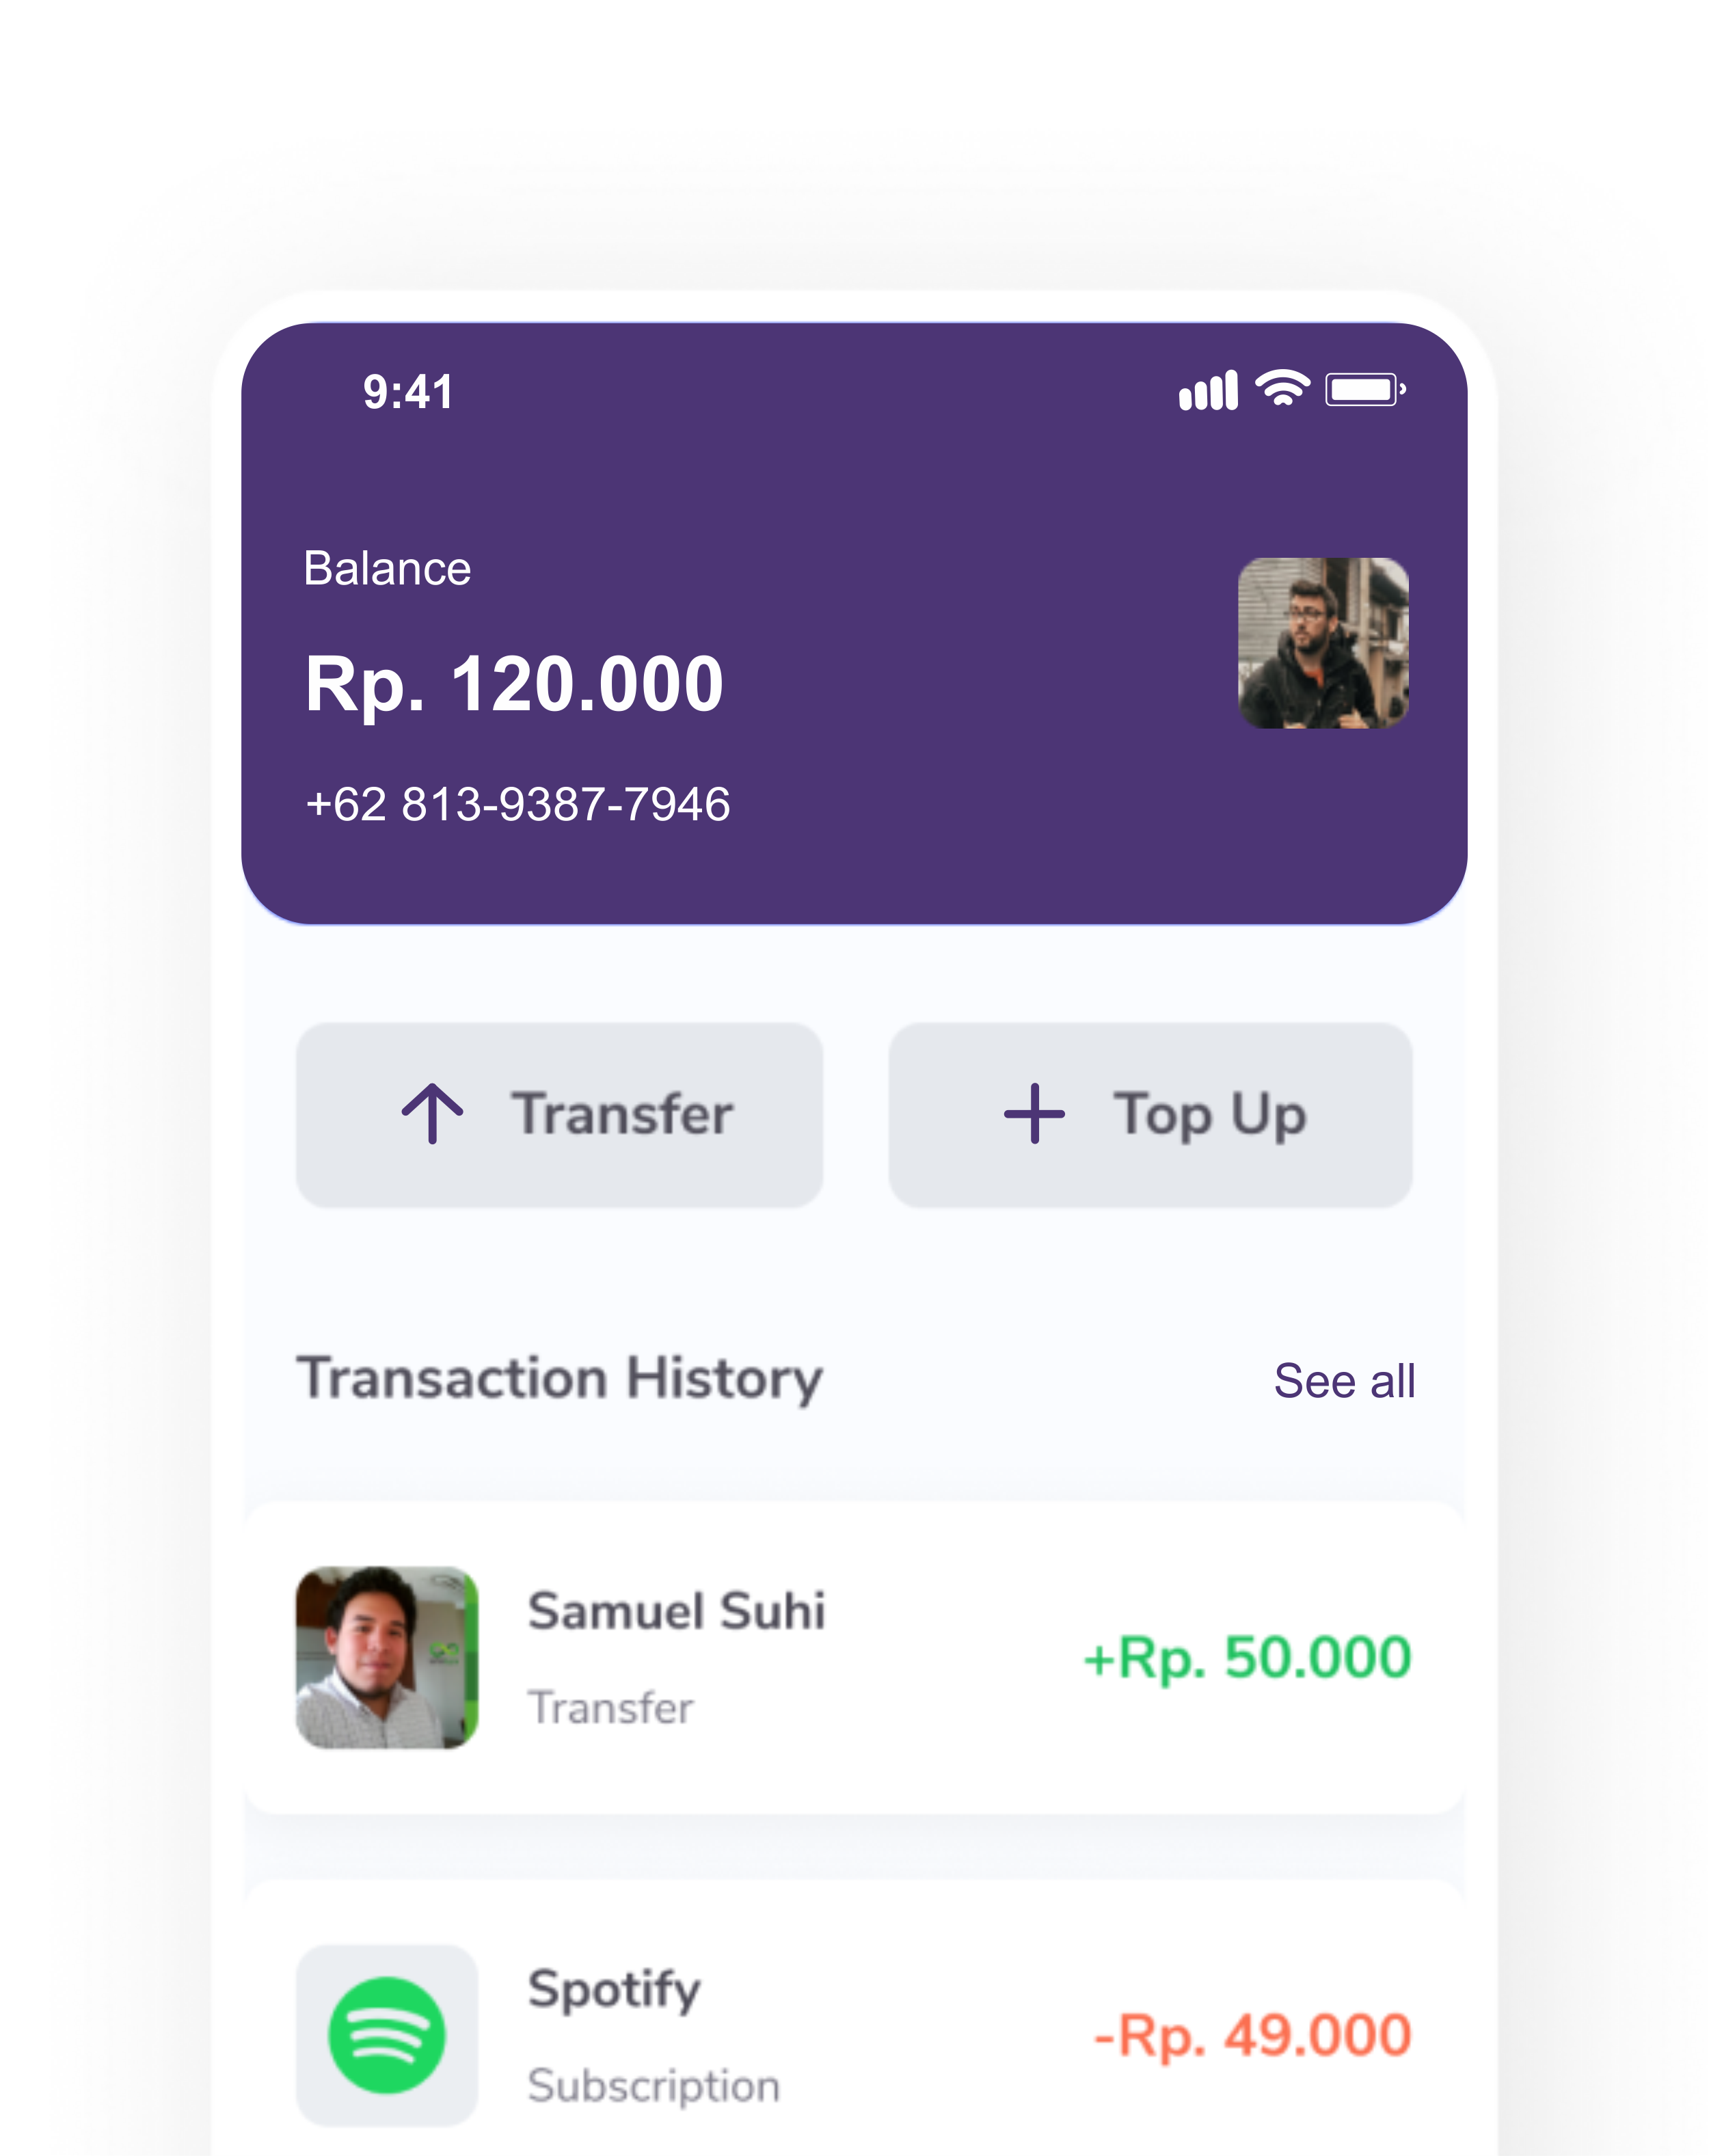 9:41
Balance
Rp. 120.000
+62 813-9387-7946
Transfer
Top Up
Transaction History
See all
Samuel Suhi
Transfer
+Rp. 50.000
Spotify
Subscription
-Rp. 49.000